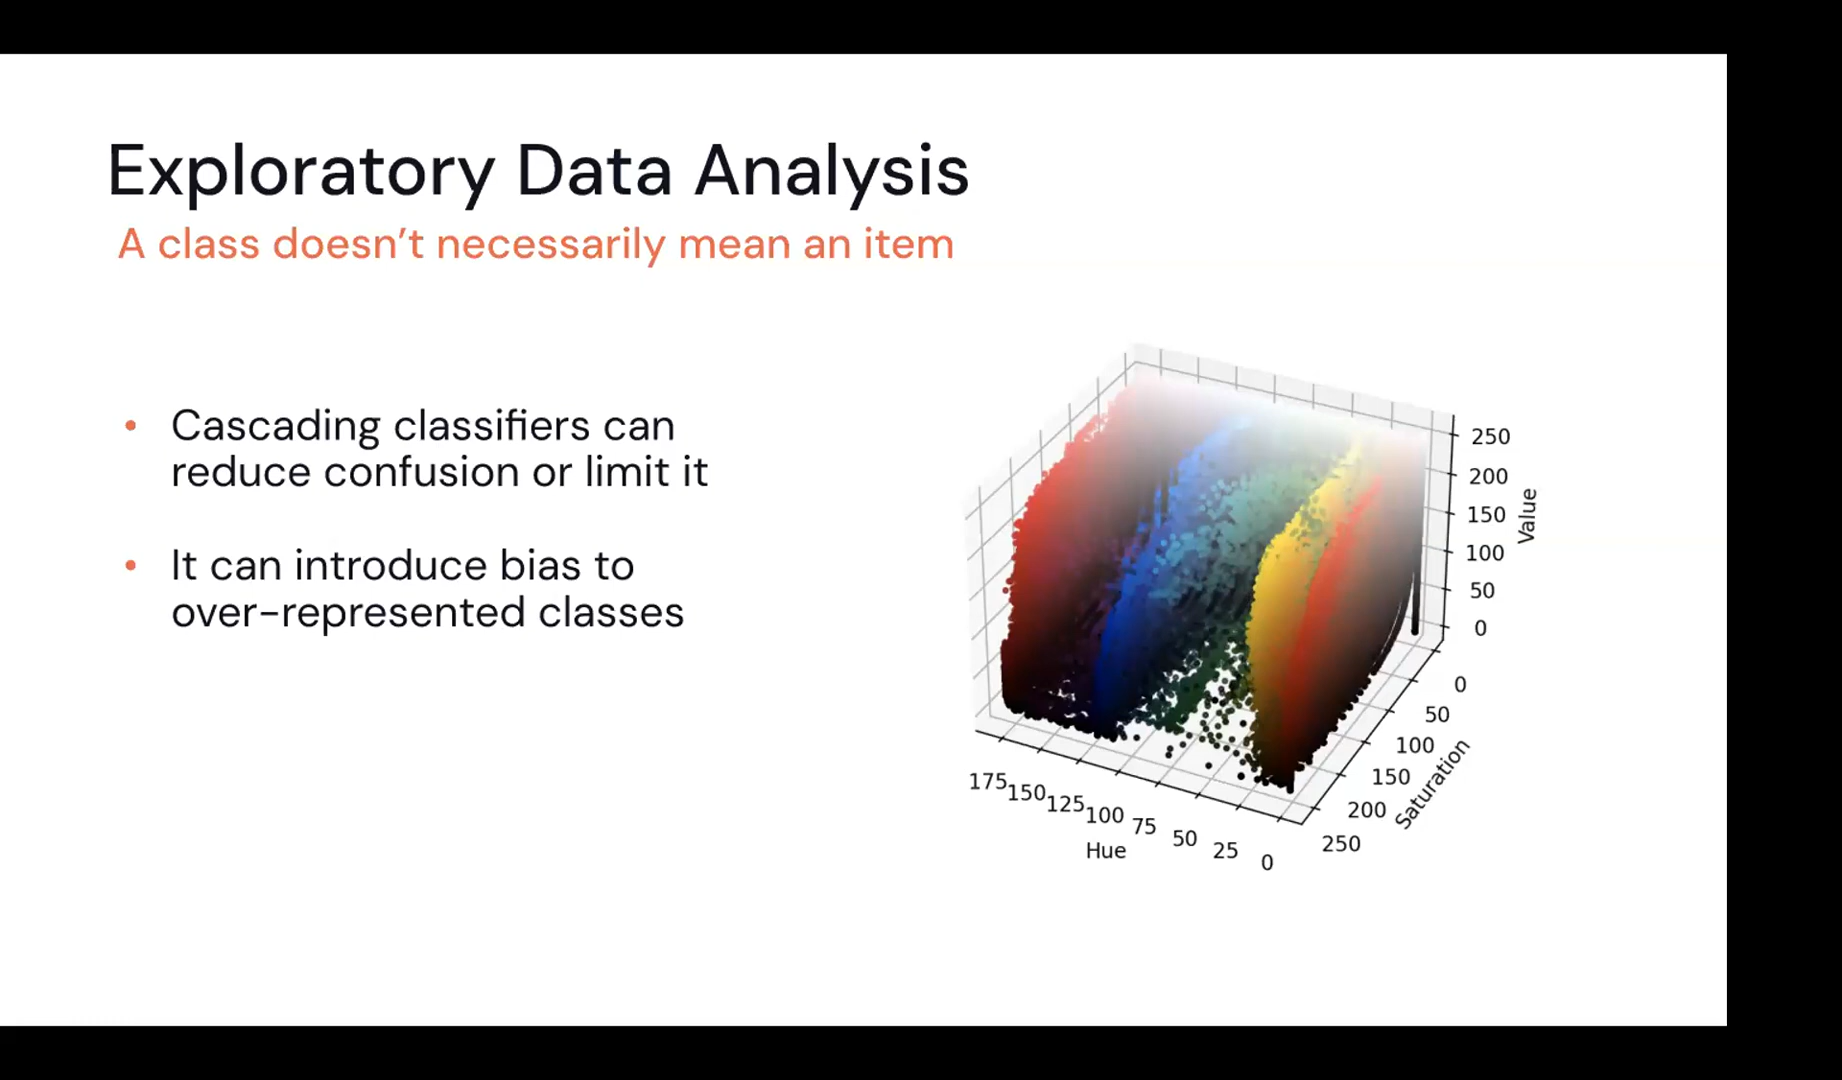 Exploratory Data Analysis
A class doesn't necessarily mean an item
• Cascading classifiers can
reduce confusion or limit it
• It can introduce bias to
over-represented classes
250
200
150
100
50
0
Value
0
50
100
150
200
250
Saturation
175
150
125
100
75
50
25
0
Hue